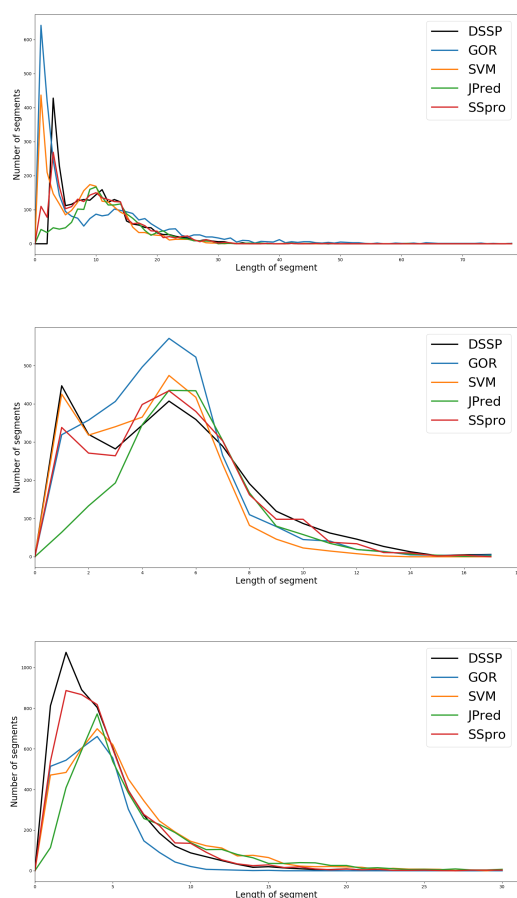 600
500
400
300
200
100
0
0 10 20 30 40 50 60 70
Number of segments
Length of segment
DSSP
GOR
SVM
JPred
SSpro
500
400
300
200
100
0
0 2 4 6 8 10 12 14 16
Number of segments
Length of segment
DSSP
GOR
SVM
JPred
SSpro
1000
800
600
400
200
0
0 5 10 15 20 25 30
Number of segments
Length of segment
DSSP
GOR
SVM
JPred
SSpro